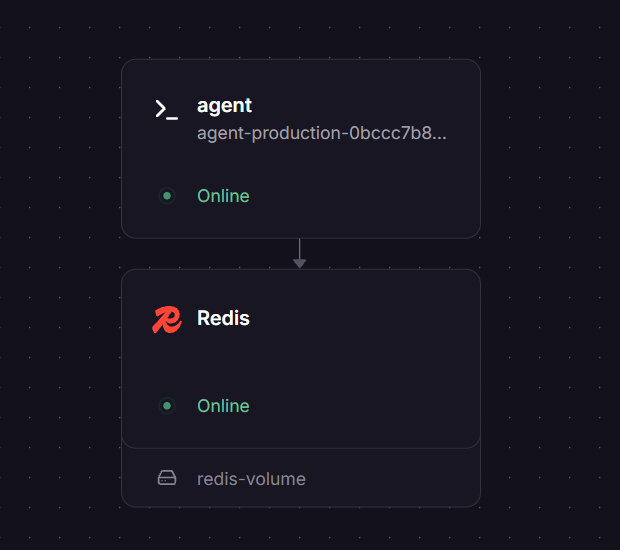 agent
agent-production-0bccc7b8...
Online
Redis
Online
redis-volume